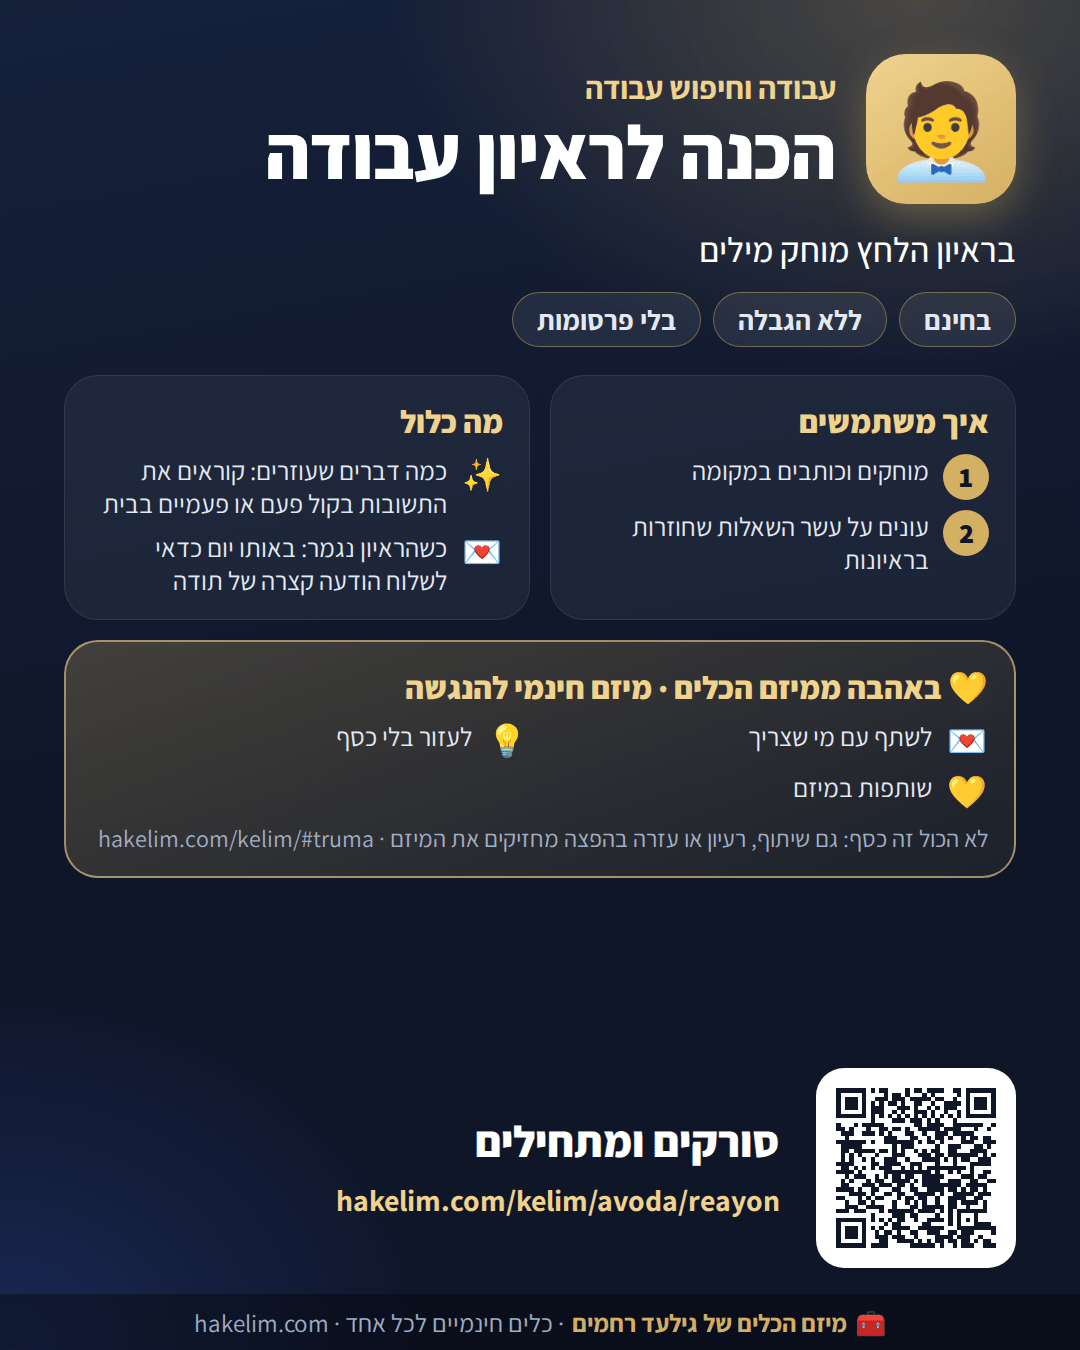 עבודה וחיפוש עבודה
הכנה לראיון עבודה
בראיון הלחץ מוחק מילים
בחינם
ללא הגבלה
בלי פרסומות
איך משתמשים
1 מוחקים וכותבים במקומה
2 עונים על עשר השאלות שחוזרות
בראיונות
מה כלול
כמה דברים שעוזרים: קוראים את
התשובות בקול פעם או פעמיים בבית
כשהראיון נגמר: באותו יום כדאי
לשלוח הודעה קצרה של תודה
באהבה ממיזם הכלים · מיזם חינמי להנגשה
לשתף עם מי שצריך
לעזור בלי כסף
שותפות במיזם
לא הכול זה כסף: גם שיתוף, רעיון או עזרה בהפצה מחזיקים את המיזם · hakelim.com/kelim/#truma
סורקים ומתחילים
hakelim.com/kelim/avoda/reayon
מיזם הכלים של גילעד רחמים · כלים חינמיים לכל אחד · hakelim.com